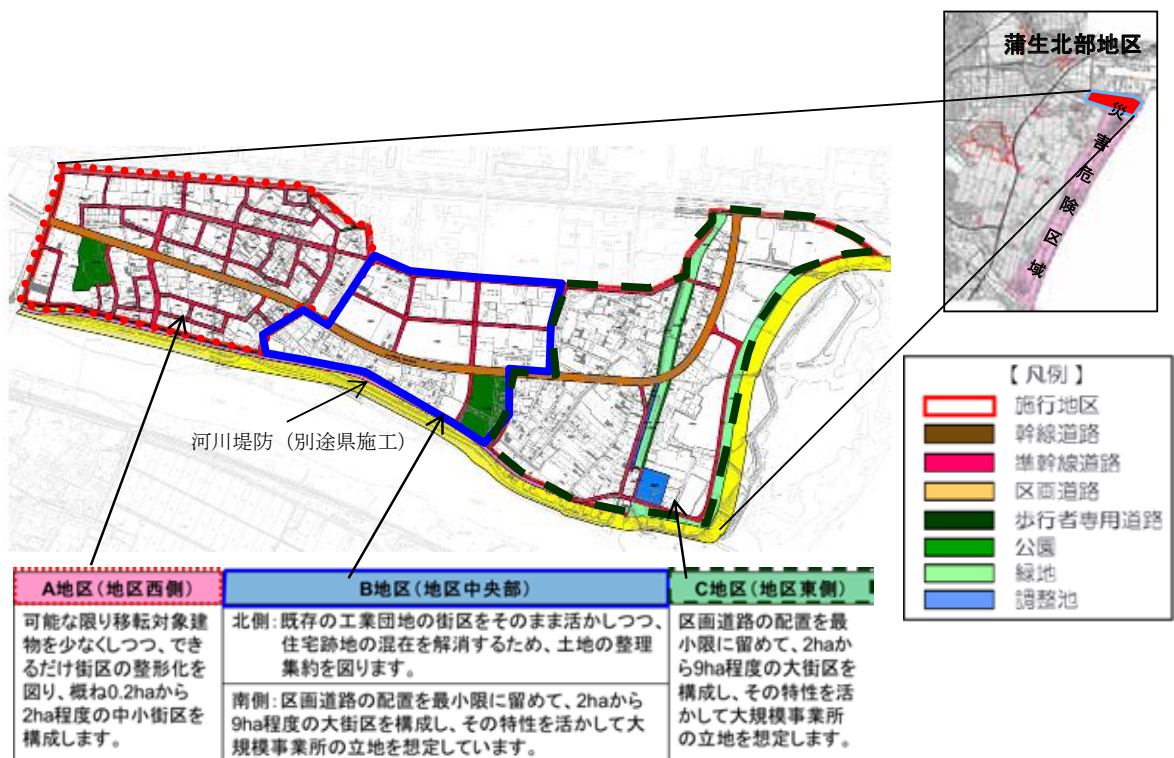 蒲生北部地区
災害危険区域
河川堤防（別途県施工）
【 凡例 】
施行地区
幹線道路
準幹線道路
区画道路
歩行者専用道路
公園
緑地
調整池
A地区（地区西側）
可能な限り移転対象建
物を少なくしつつ、でき
るだけ街区の整形化を
図り、概ね0.2haから
2ha程度の中小街区を
構成します。
B地区（地区中央部）
北側：既存の工業団地の街区をそのまま活かしつつ、
住宅跡地の混在を解消するため、土地の整理
集約を図ります。
南側：区画道路の配置を最小限に留めて、2haから
9ha程度の大街区を構成し、その特性を活かして大
規模事業所の立地を想定しています。
C地区（地区東側）
区画道路の配置を最
小限に留めて、2haか
ら9ha程度の大街区を
構成し、その特性を活
かして大規模事業所
の立地を想定します。